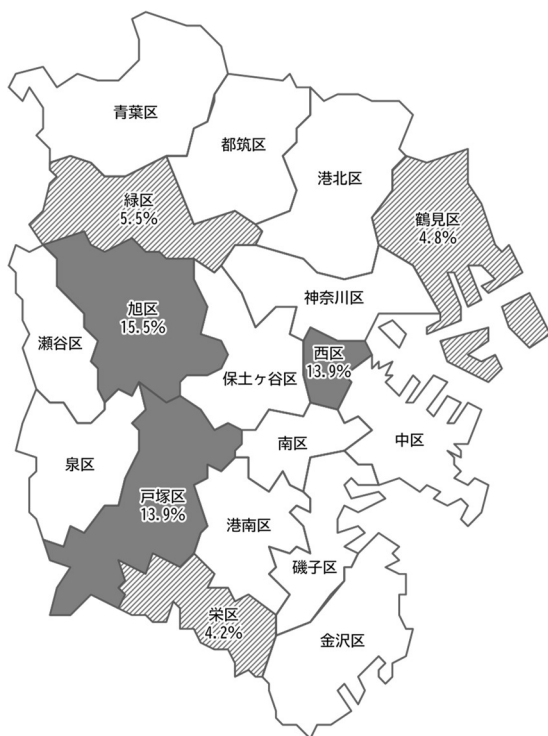 青葉区
都筑区
港北区
緑区
5.5%
鶴見区
4.8%
神奈川区
旭区
15.5%
瀬谷区
西区
13.9%
保土ヶ谷区
中区
南区
泉区
戸塚区
13.9%
港南区
磯子区
栄区
4.2%
金沢区